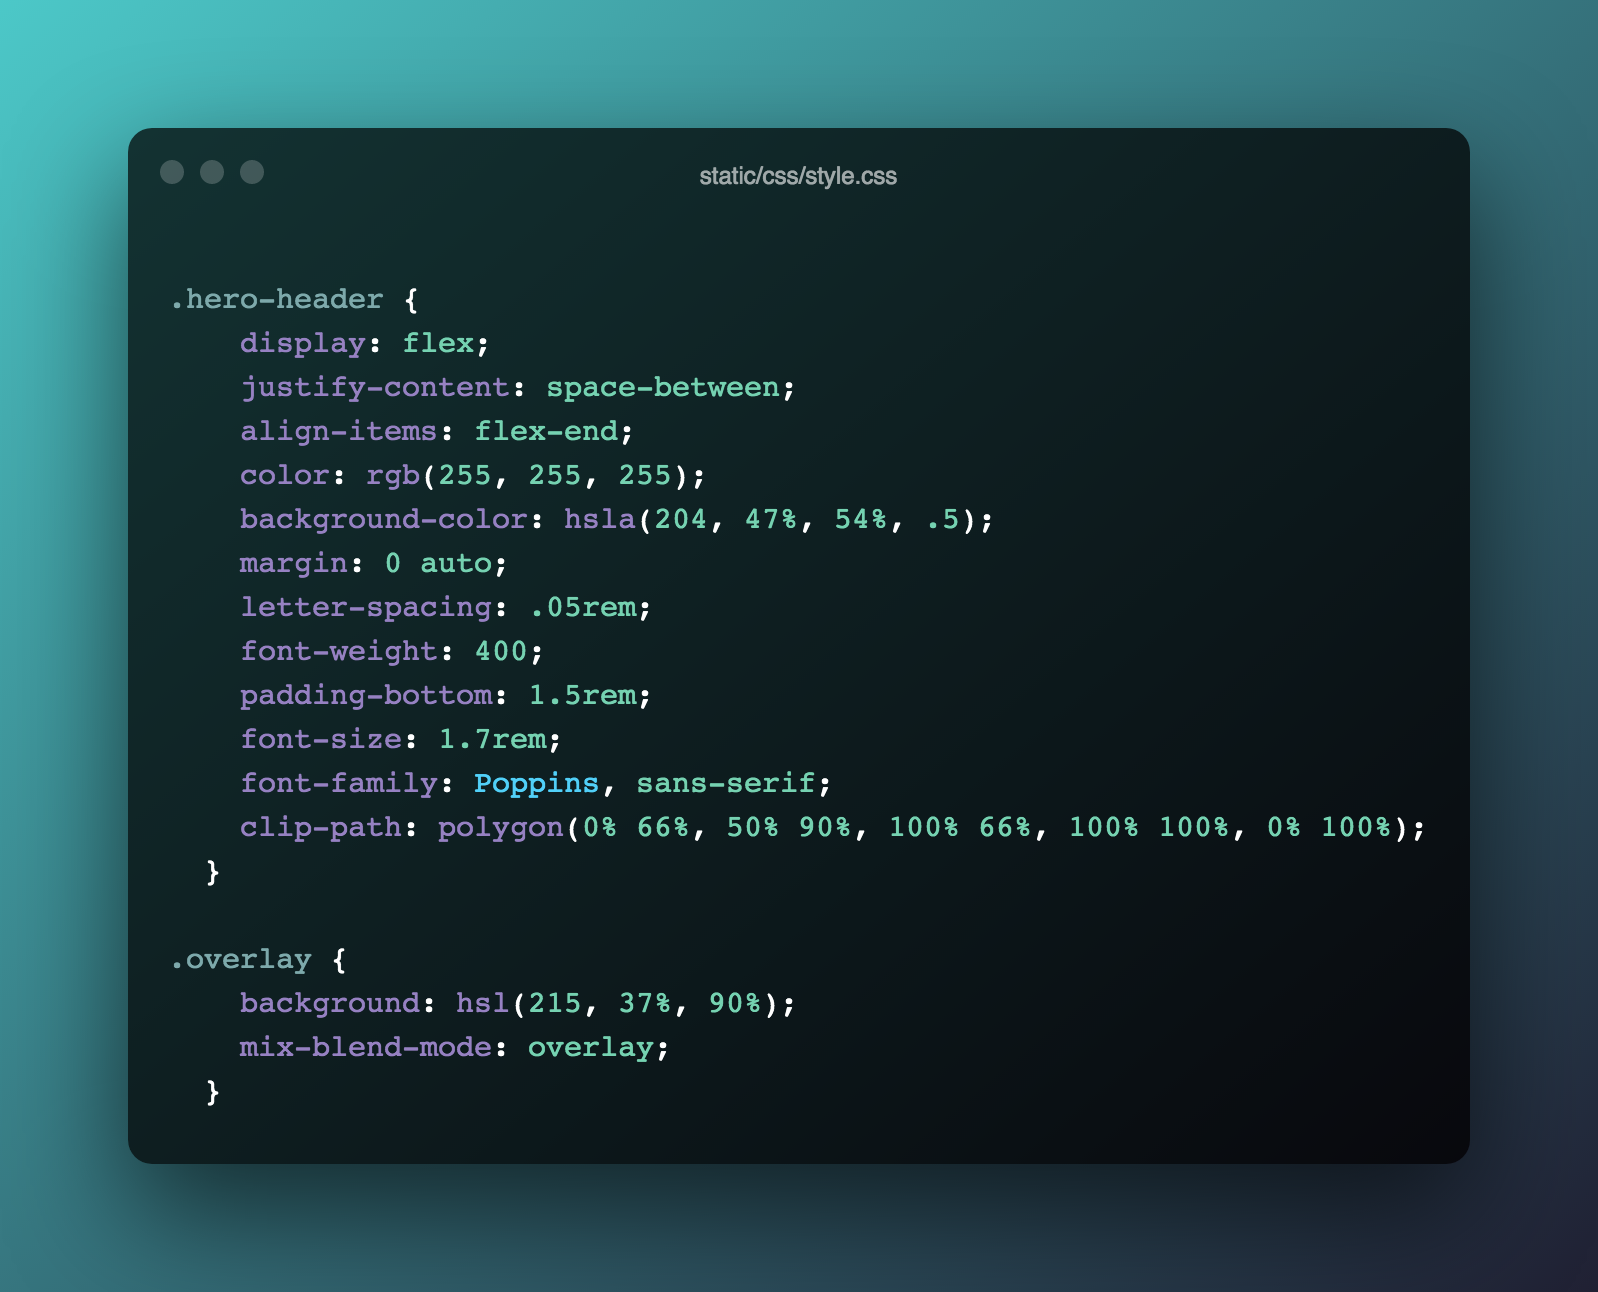 static/css/style.css
.hero-header {
display: flex;
justify-content: space-between;
align-items: flex-end;
color: rgb(255, 255, 255);
background-color: hsla(204, 47%, 54%, .5);
margin: 0 auto;
letter-spacing: .05rem;
font-weight: 400;
padding-bottom: 1.5rem;
font-size: 1.7rem;
font-family: Poppins, sans-serif;
clip-path: polygon(0% 66%, 50% 90%, 100% 66%, 100% 100%, 0% 100%);
}
.overlay {
background: hsl(215, 37%, 90%);
mix-blend-mode: overlay;
}